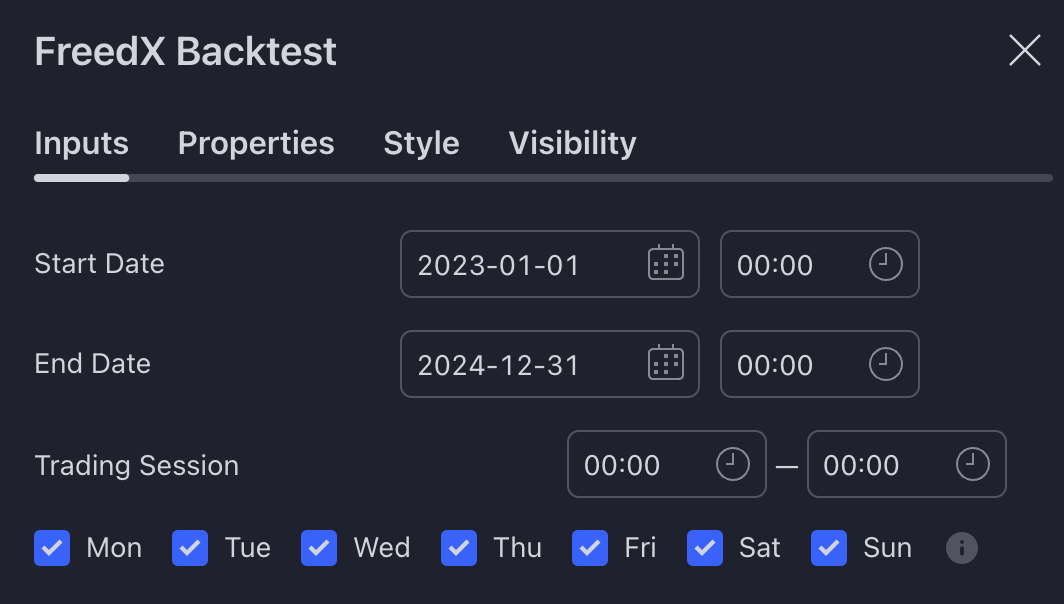 FreedX Backtest
Inputs Properties Style Visibility
Start Date 2023-01-01 00:00
End Date 2024-12-31 00:00
Trading Session 00:00 — 00:00
Mon Tue Wed Thu Fri Sat Sun